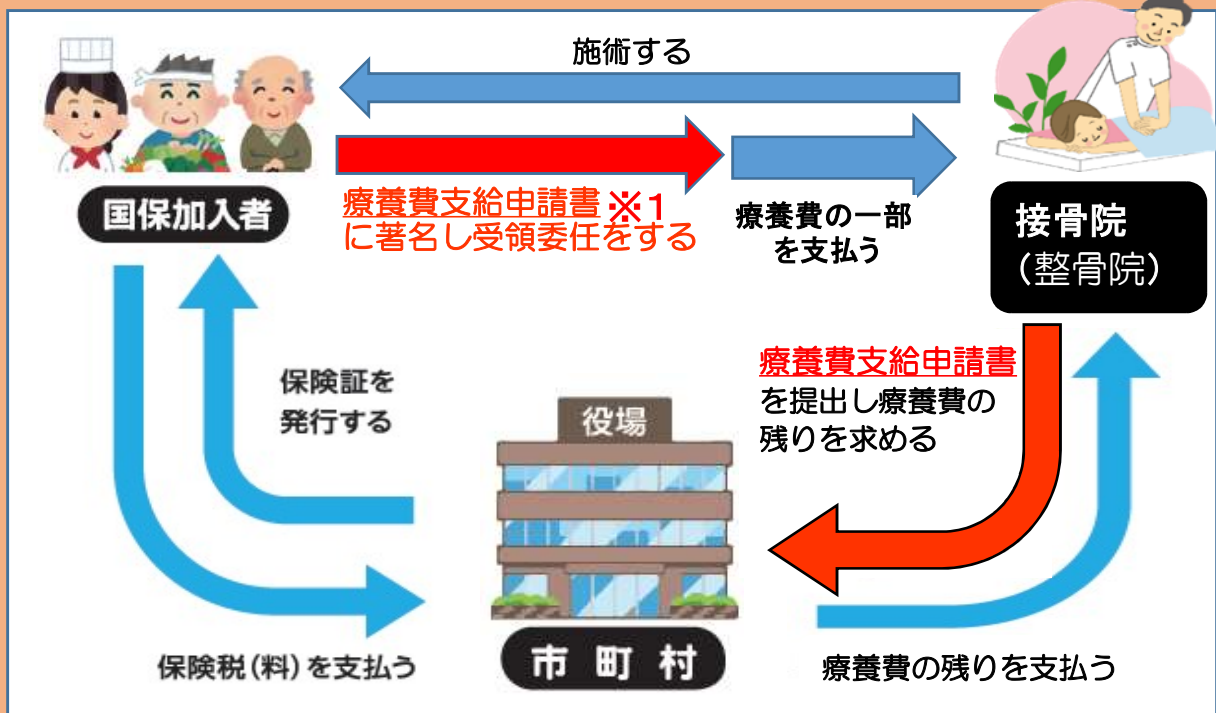 施術する
国保加入者
療養費支給申請書※1
に著名し受領委任をする
療養費の一部
を支払う
接骨院
（整骨院）
保険証を
発行する
療養費支給申請書
を提出し療養費の
残りを求める
役場
市町村
保険税(料)を支払う
療養費の残りを支払う